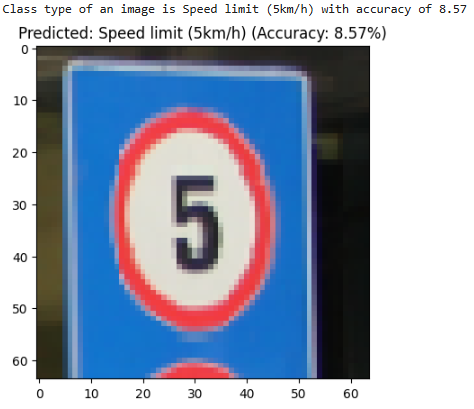 Class type of an image is Speed limit (5km/h) with accuracy of 8.57
Predicted: Speed limit (5km/h) (Accuracy: 8.57%)
0
10
20
30
40
50
60
5
0 10 20 30 40 50 60